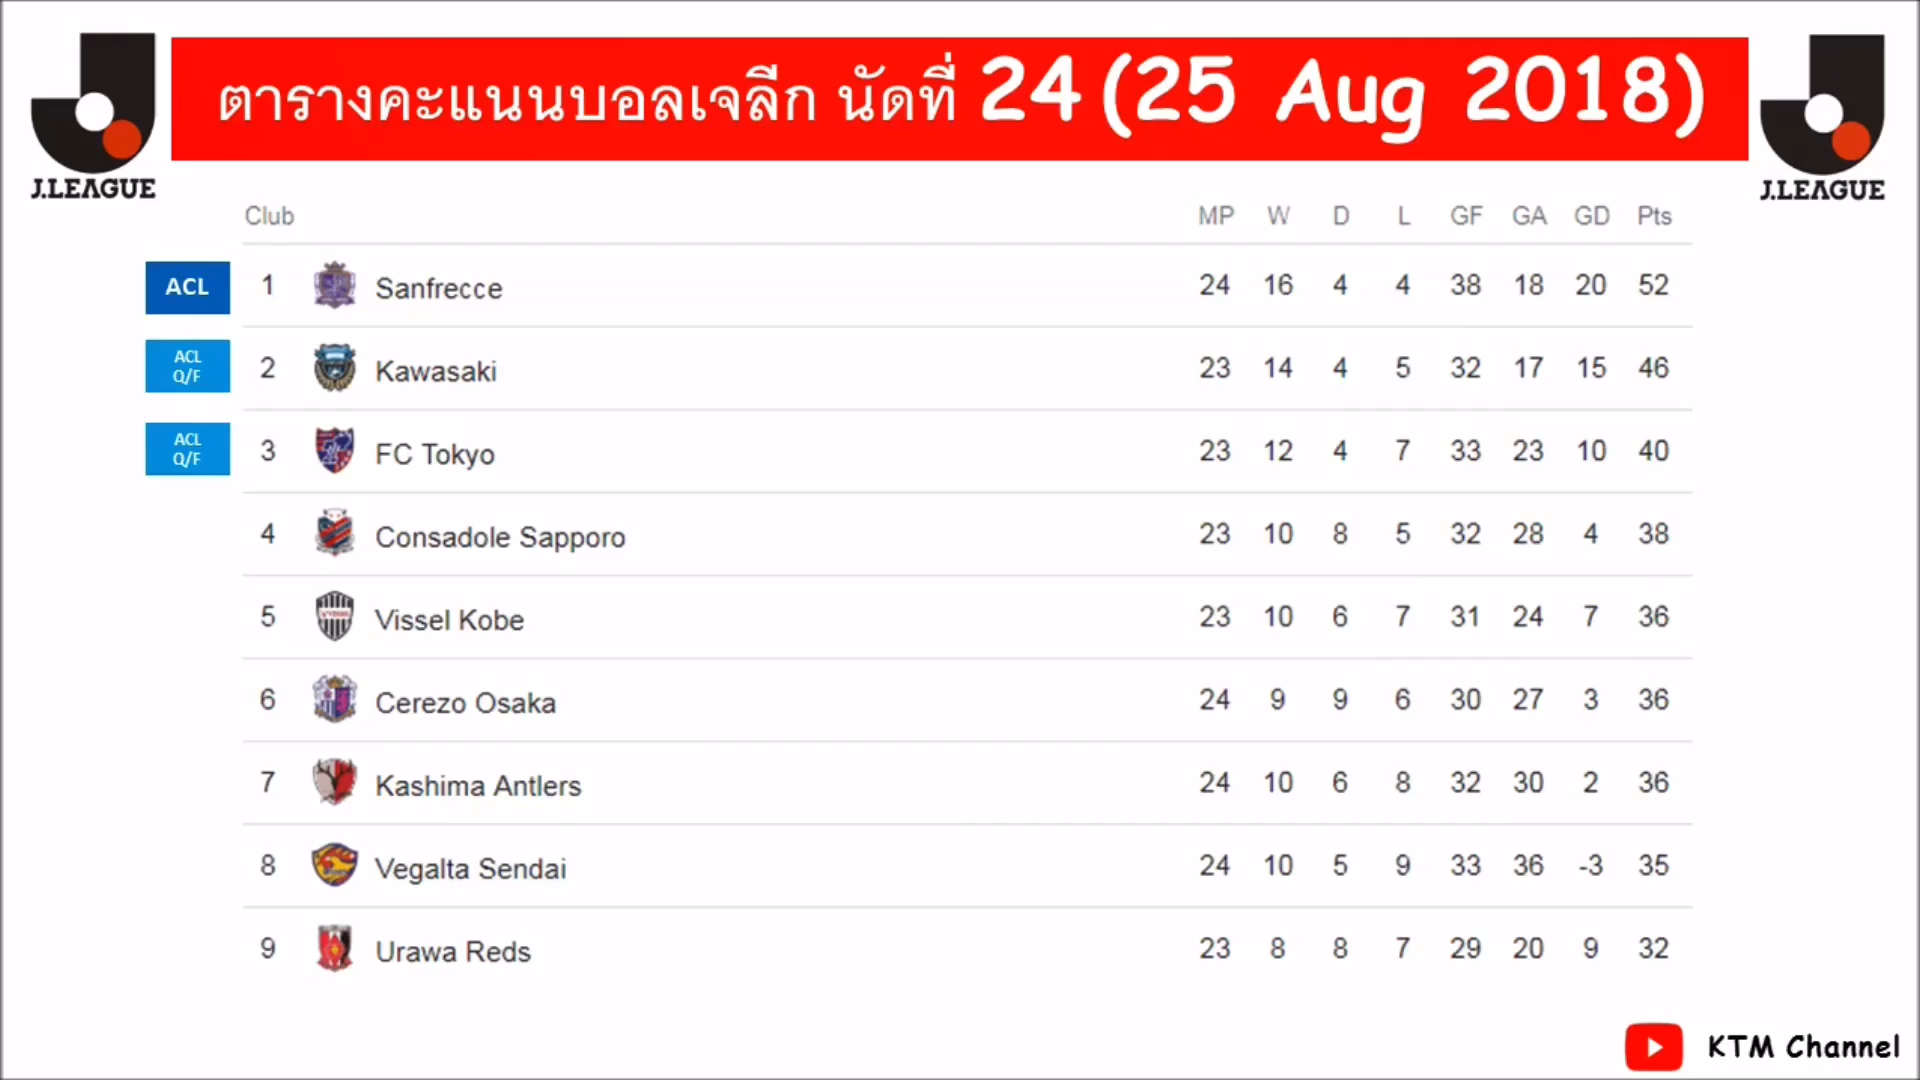 ตารางคะแนนบอลเจลีก นัดที่ 24 (25 Aug 2018)
J.LEAGUE
J.LEAGUE
Club MP W D L GF GA GD Pts
ACL 1 Sanfrecce 24 16 4 4 38 18 20 52
ACL Q/F 2 Kawasaki 23 14 4 5 32 17 15 46
ACL Q/F 3 FC Tokyo 23 12 4 7 33 23 10 40
4 Consadole Sapporo 23 10 8 5 32 28 4 38
5 Vissel Kobe 23 10 6 7 31 24 7 36
6 Cerezo Osaka 24 9 9 6 30 27 3 36
7 Kashima Antlers 24 10 6 8 32 30 2 36
8 Vegalta Sendai 24 10 5 9 33 36 -3 35
9 Urawa Reds 23 8 8 7 29 20 9 32
KTM Channel